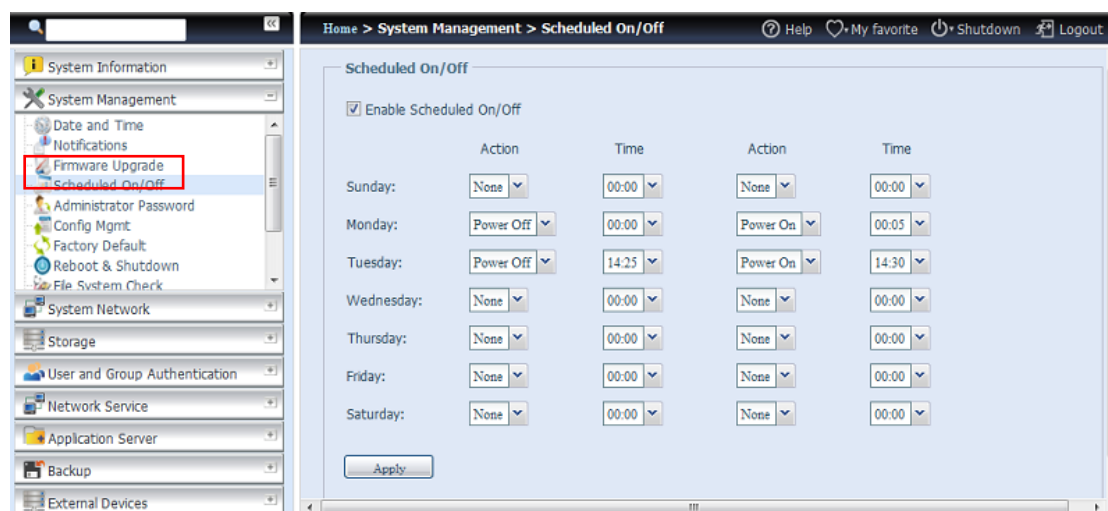 Home > System Management > Scheduled On/Off
Help My favorite Shutdown Logout
System Information
System Management
Date and Time
Notifications
Firmware Upgrade
Scheduled On/Off
Administrator Password
Config Mgmt
Factory Default
Reboot & Shutdown
File System Check
System Network
Storage
User and Group Authentication
Network Service
Application Server
Backup
External Devices
Scheduled On/Off
Enable Scheduled On/Off
Action Time Action Time
Sunday: None 00:00 None 00:00
Monday: Power Off 00:00 Power On 00:05
Tuesday: Power Off 14:25 Power On 14:30
Wednesday: None 00:00 None 00:00
Thursday: None 00:00 None 00:00
Friday: None 00:00 None 00:00
Saturday: None 00:00 None 00:00
Apply